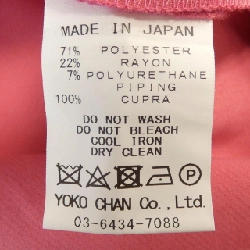 MADE IN JAPAN
71% POLYESTER
22% RAYON
7% POLYURETHANE
PIPING
100% CUPRA
DO NOT WASH
DO NOT BLEACH
COOL IRON
DRY CLEAN
P
YOKO CHAN Co., Ltd.
03-6434-7088